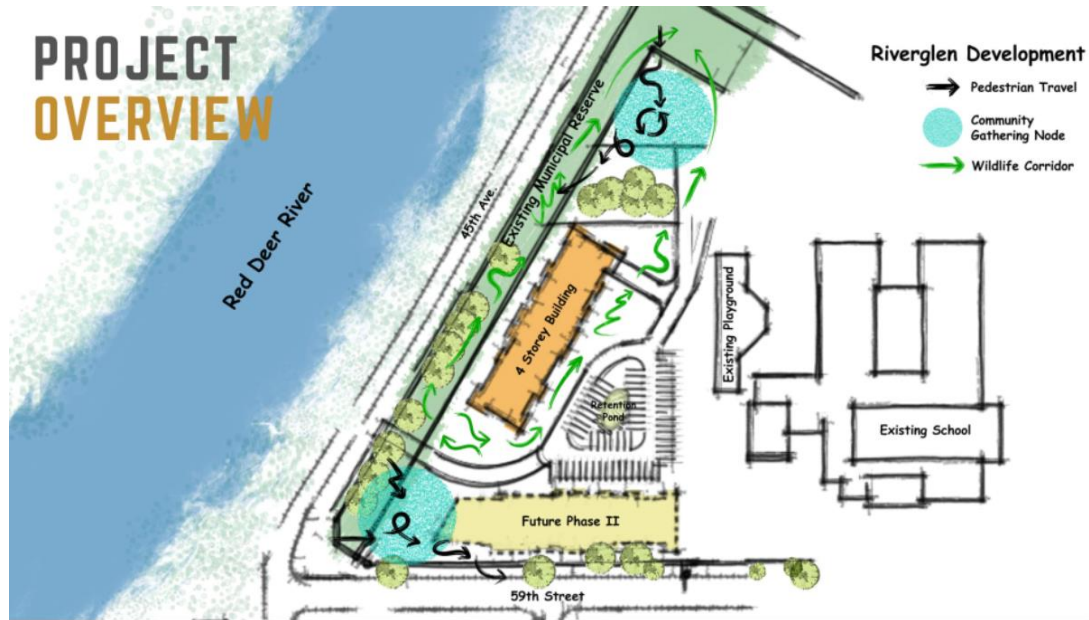 PROJECT
OVERVIEW
Riverglen Development
Pedestrian Travel
Community
Gathering Node
Wildlife Corridor
Red Deer River
45th Ave.
Existing Municipal Reserve
4 Storey Building
Existing Playground
Retention
Pond
Existing School
Future Phase II
59th Street